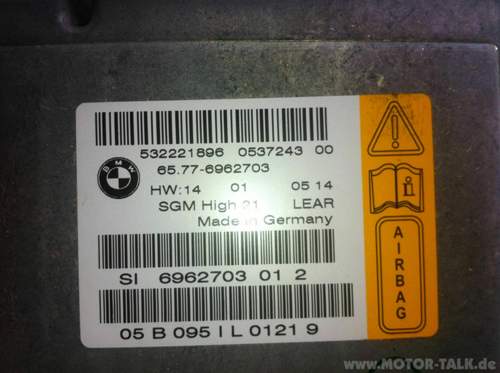 532221896 0537243 00
BMW
65.77-6962703
HW:14 01 05 14
SGM High 21 LEAR
Made in Germany
SI 6962703 01 2
05 B 095 I L 0121 9
AIRBAG
www.MOTOR-TALK.de